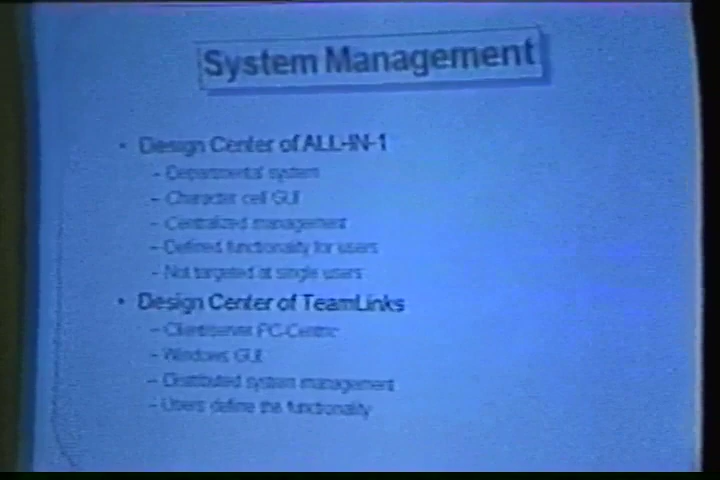 System Management
• Design Center of ALL-IN-1
– Departmental system
– Character cell GUI
– Centralized management
– Defined functionality for users
– Not targeted at single users
• Design Center of TeamLinks
– Client/server PC-Centric
– Windows GUI
– Distributed system management
– Users define the functionality